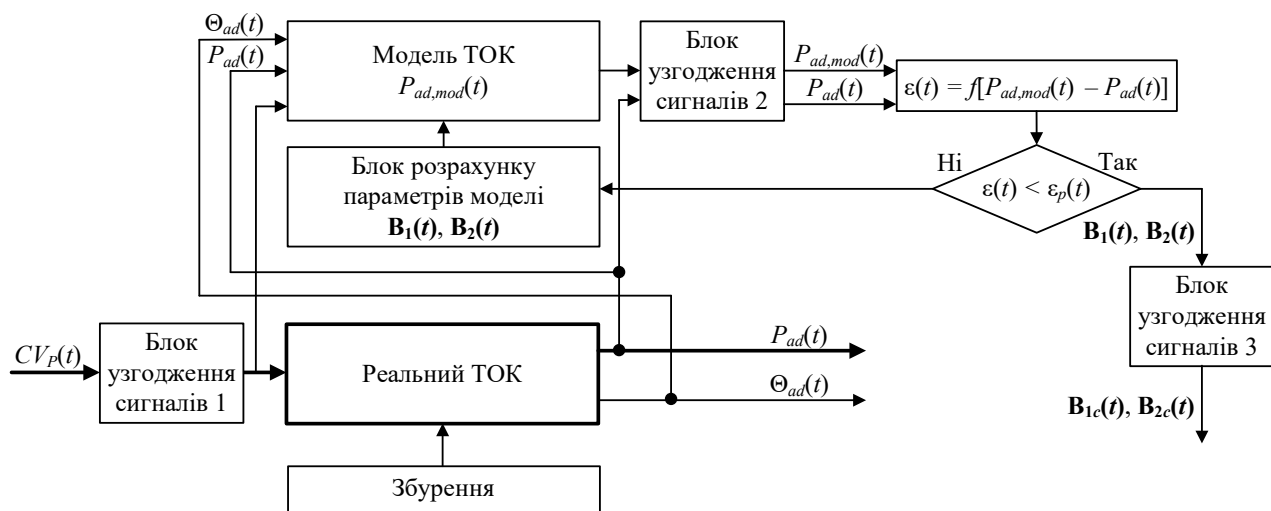 Θad(t)
Pad(t)
Модель ТОК
Pad,mod(t)
Блок
узгодження
сигналів 2
Pad,mod(t)
Pad(t)
ε(t) = f[Pad,mod(t) – Pad(t)]
Блок розрахунку
параметрів моделі
B1(t), B2(t)
Ні
Так
ε(t) < εp(t)
B1(t), B2(t)
Блок
узгодження
сигналів 3
B1c(t), B2c(t)
CVP(t)
Блок
узгодження
сигналів 1
Реальний ТОК
Pad(t)
Θad(t)
Збурення